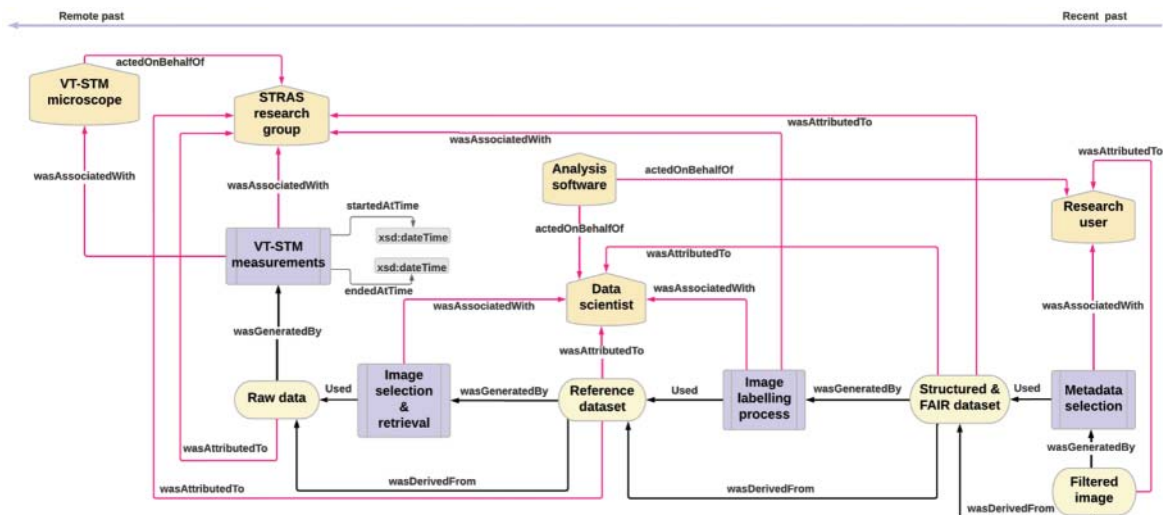 Remote past
Recent past
actedOnBehalfOf
VT-STM
microscope
STRAS
research
group
wasAttributedTo
wasAssociatedWith
wasAttributedTo
Analysis
software
actedOnBehalfOf
wasAssociatedWith
wasAssociatedWith
Research
user
startedAtTime
xsd:dateTime
actedOnBehalfOf
VT-STM
measurements
wasAttributedTo
xsd:dateTime
endedAtTime
Data
scientist
wasAssociatedWith
wasAssociatedWith
wasAssociatedWith
wasGeneratedBy
wasAttributedTo
Raw data
Used
Image
selection
&
retrieval
wasGeneratedBy
Reference
dataset
Used
Image
labelling
process
wasGeneratedBy
Structured &
FAIR dataset
Used
Metadada
selection
wasAttributedTo
wasGeneratedBy
wasDerivedFrom
wasAttributedTo
wasDerivedFrom
Filtered
image
wasDerivedFrom